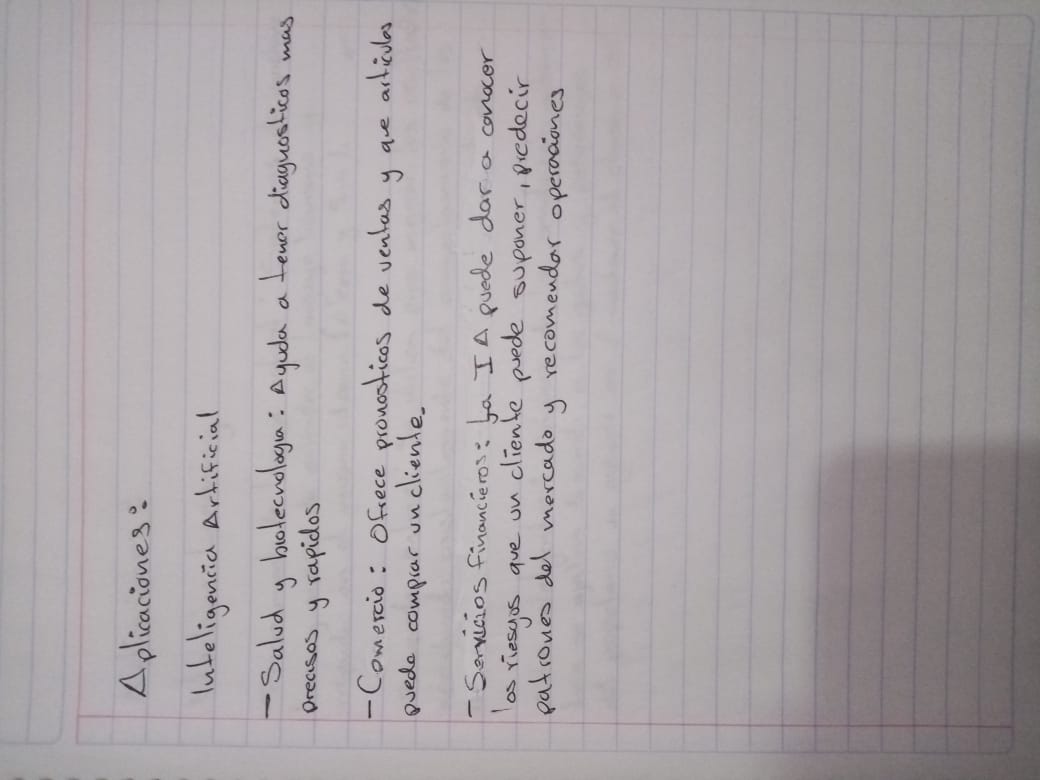 Aplicaciones:
Inteligencia Artificial
- Salud y biotecnologia: Ayuda a tener diagnosticos mas
precisos y rapidos
- Comercio: Ofrece pronosticos de ventas y que articulos
puede comprar un cliente.
- Servicios financieros: La IA puede dar a conocer
los riesgos que un cliente puede suponer, predecir
patrones del mercado y recomendar operaciones